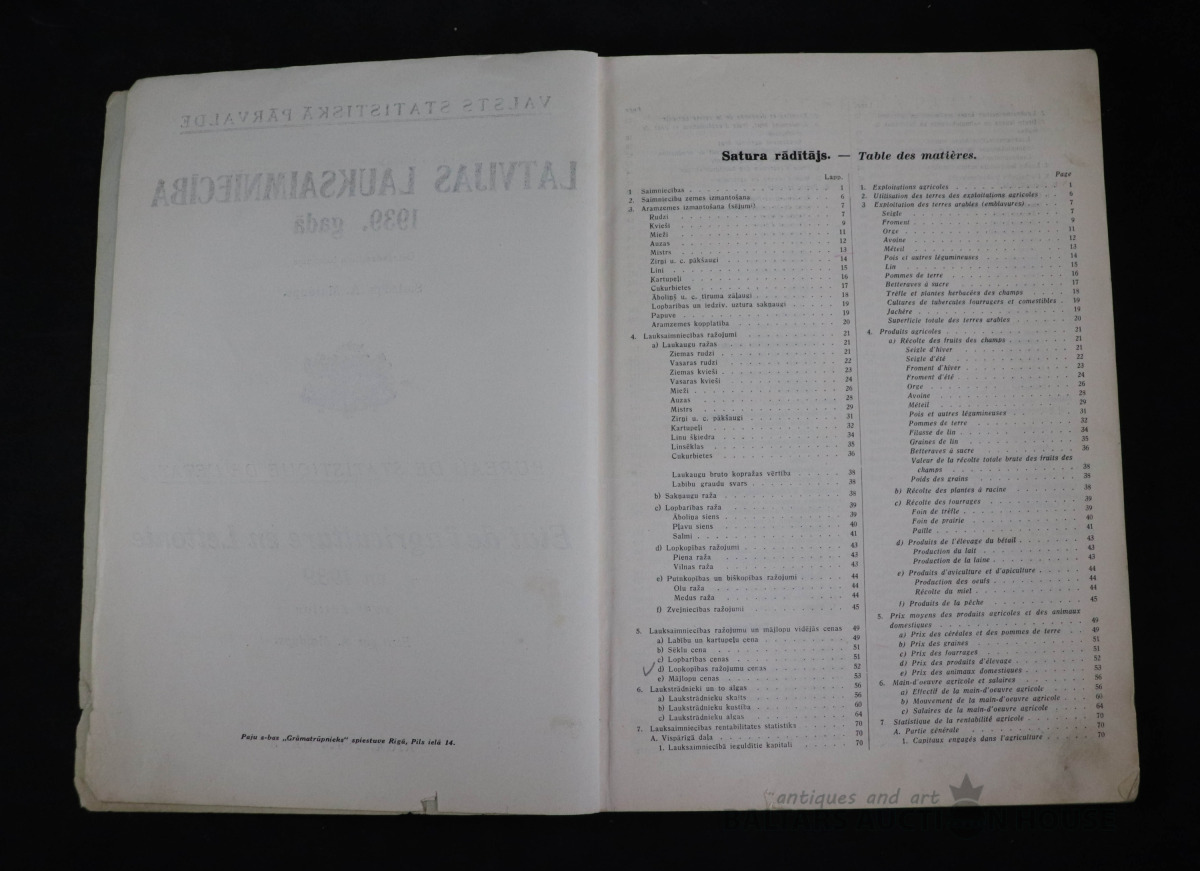 VALSTS STATISTISKĀ PĀRVALDE
LATVIJAS LAUKSAIMNIECĪBA
1939. gadā
Paju s-bas „Grāmatrūpnieks" spiestuve Rīgā, Pils ielā 14.
Satura rādītājs. — Table des matières.
Lapp.
1 Saimniecības 1
2. Saimniecību zemes izmantošana 6
3. Aramzemes izmantošana (sējumi) 7
Rudzi 7
Kvieši 9
Mieži 11
Auzas 12
Mistrs 13
Zirņi u. c. pākšaugi 14
Lini 15
Kartupeļi 16
Cukurbietes 17
Āboliņš u. c. tīruma zālaugi 18
Lopbarības un iedzīv. uztura sakņaugi 19
Papuve 19
Aramzemes kopplatība 20
4. Lauksaimniecības ražojumi 21
a) Laukaugu ražas 21
Ziemas rudzi 21
Vasaras rudzi 22
Ziemas kvieši 23
Vasaras kvieši 24
Mieži 26
Auzas 28
Mistrs 29
Zirņi u. c. pākšaugi 31
Kartupeļi 32
Linu šķiedra 34
Linsēklas 35
Cukurbietes 36
Laukaugu bruto kopražas vērtība 38
Labību graudu svars 38
b) Sakņaugu raža 38
c) Lopbarības raža 39
Āboliņa siens 39
Pļavu siens 40
Salmi 41
d) Lopkopības ražojumi 43
Piena raža 43
Vilnas raža 43
e) Putnkopības un biškopības ražojumi 44
Olu raža 44
Medus raža 44
f) Zvejniecības ražojumi 45
5. Lauksaimniecības ražojumu un mājlopu vidējās cenas 49
a) Labību un kartupeļu cena 49
b) Sēklu cena 51
c) Lopbarības cenas 51
d) Lopkopības ražojumu cenas 52
e) Mājlopu cenas 53
6. Laukstrādnieki un to algas 56
a) Laukstrādnieku skaits 56
b) Laukstrādnieku kustība 60
c) Laukstrādnieku algas 64
7. Lauksaimniecības rentabilitātes statistiks 70
A. Vispārīgā daļa 70
1. Lauksaimniecībā ieguldītie kapitali 70
Page
1. Exploitations agricoles 1
2. Utilisation des terres des exploitations agricoles 6
3 Exploitation des terres arables (emblavures) 7
Seigle 7
Froment 9
Orge 11
Avoine 12
Méteil 13
Pois et autres légumineuses 14
Lin 15
Pommes de terre 16
Betteraves à sucre 17
Trèfle et plantes herbacées des champs 18
Cultures de tubercules fourragers et comestibles 19
Jachère 19
Superficie totale des terres arables 20
4. Produits agricoles 21
a) Récolte des fruits des champs 21
Seigle d'hiver 21
Seigle d'été 22
Froment d'hiver 23
Froment d'été 24
Orge 26
Avoine 28
Méteil 29
Pois et autres légumineuses 31
Pommes de terre 32
Filasse de lin 34
Graines de lin 35
Betteraves à sucre 36
Valeur de la récolte totale brute des fruits des
champs 38
Poids des grains 38
b) Récolte des plantes à racine 38
c) Récolte des fourrages 39
Foin de trèfle 39
Foin de prairie 40
Paille 41
d) Produits de l'élevage du bétail 43
Production du lait 43
Production de la laine 43
e) Produits d'aviculture et d'apiculture 44
Production des oeufs 44
Récolte du miel 44
f) Produits de la pêche 45
5. Prix moyens des produits agricoles et des animaux
domestiques 49
a) Prix des céréales et des pommes de terre 49
b) Prix des graines 51
c) Prix des fourrages 51
d) Prix des produits d'élevage 52
e) Prix des animaux domestiques 53
6. Main-d'oeuvre agricole et salaires 56
a) Effectif de la main-d'oeuvre agricole 56
b) Mouvement de la main-d'oeuvre agricole 60
c) Salaires de la main-d'oeuvre agricole 64
7 Statistique de la rentabilité agricole 70
A. Partie générale 70
1. Capitaux engagés dans l'agriculture 70
antiques and art
BALTARS AUCTION HOUSE